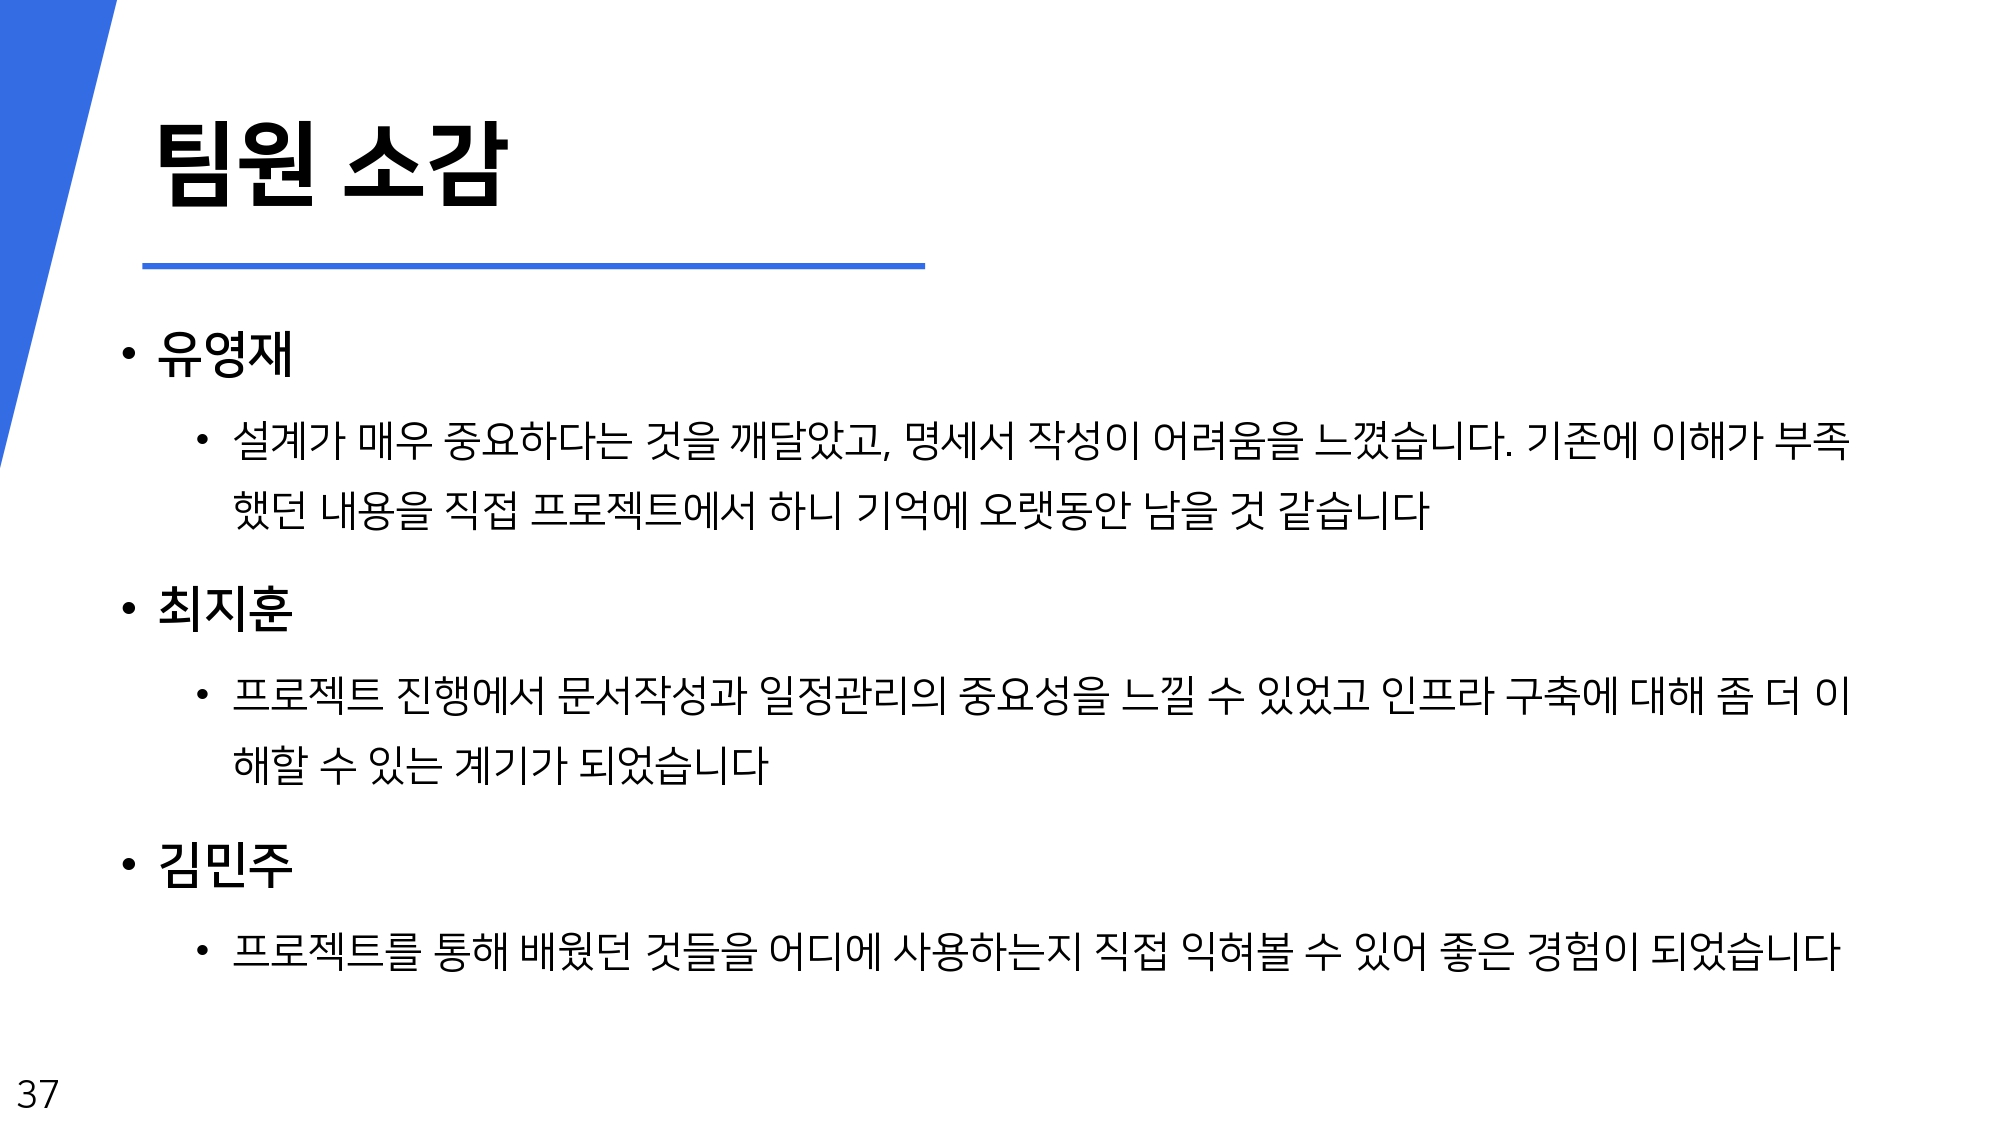 팀원 소감
• 유영재
• 설계가 매우 중요하다는 것을 깨달았고, 명세서 작성이 어려움을 느꼈습니다. 기존에 이해가 부족
했던 내용을 직접 프로젝트에서 하니 기억에 오랫동안 남을 것 같습니다
• 최지훈
• 프로젝트 진행에서 문서작성과 일정관리의 중요성을 느낄 수 있었고 인프라 구축에 대해 좀 더 이
해할 수 있는 계기가 되었습니다
• 김민주
• 프로젝트를 통해 배웠던 것들을 어디에 사용하는지 직접 익혀볼 수 있어 좋은 경험이 되었습니다
37